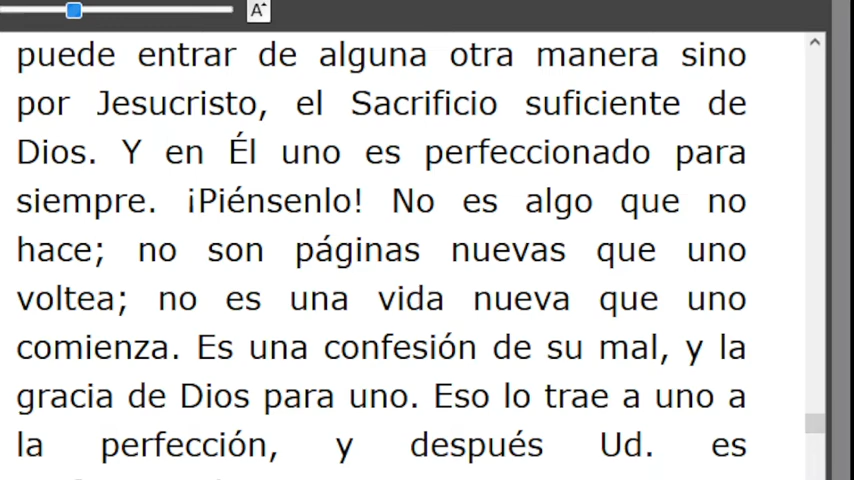 A
puede entrar de alguna otra manera sino
por Jesucristo, el Sacrificio suficiente de
Dios. Y en Él uno es perfeccionado para
siempre. ¡Piénsenlo! No es algo que no
hace; no son páginas nuevas que uno
voltea; no es una vida nueva que uno
comienza. Es una confesión de su mal, y la
gracia de Dios para uno. Eso lo trae a uno a
la perfección, y después Ud. es